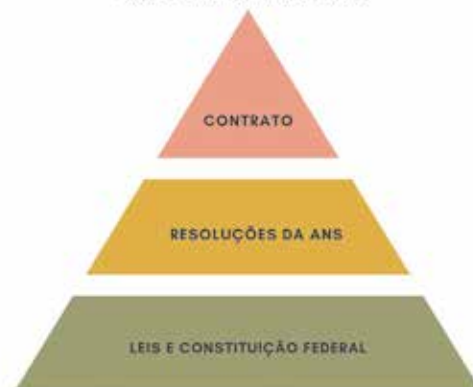 CONTRATO
RESOLUÇÕES DA ANS
LEIS E CONSTITUIÇÃO FEDERAL